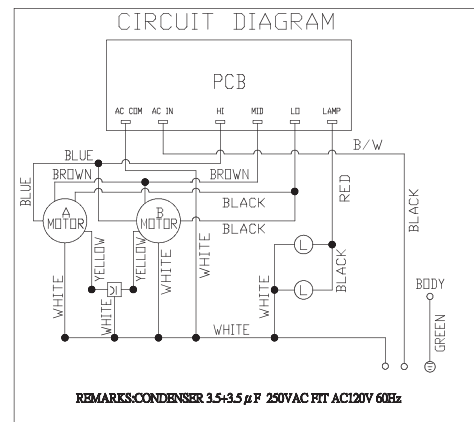 CIRCUIT DIAGRAM
PCB
AC COM AC IN HI MID LO LAMP
B/W
BLUE
BROWN BROWN
BLUE
RED
BLACK
BLACK
A
MOTOR
B
MOTOR
BLACK
L
YELLOW
YELLOW
WHITE
WHITE
WHITE
WHITE
BLACK
L
WHITE
BODY
GREEN
WHITE
REMARKS:CONDENSER 3.5+3.5 μF 250VAC FIT AC120V 60Hz